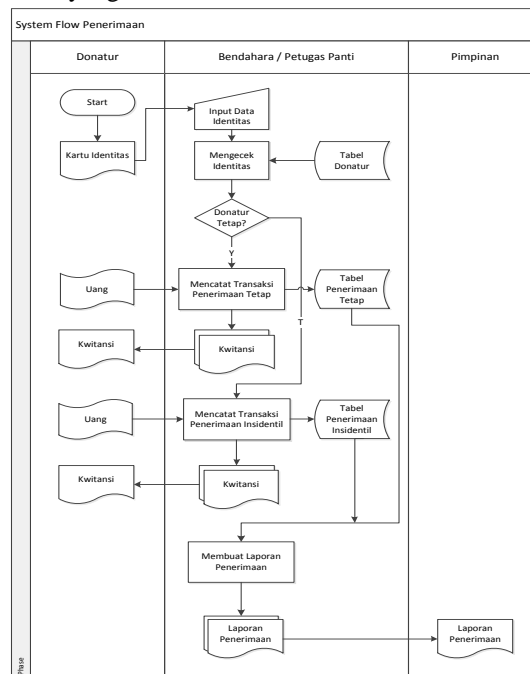 System Flow Penerimaan
Donatur
Bendahara / Petugas Panti
Pimpinan
Start
Input Data
Identitas
Kartu Identitas
Mengecek
Identitas
Tabel
Donatur
Donatur
Tetap?
Y
Uang
Mencatat Transaksi
Penerimaan Tetap
Tabel
Penerimaan
Tetap
T
Kwitansi
Kwitansi
Uang
Mencatat Transaksi
Penerimaan Insidentil
Tabel
Penerimaan
Insidentil
Kwitansi
Kwitansi
Membuat Laporan
Penerimaan
Laporan
Penerimaan
Laporan
Penerimaan
Phase